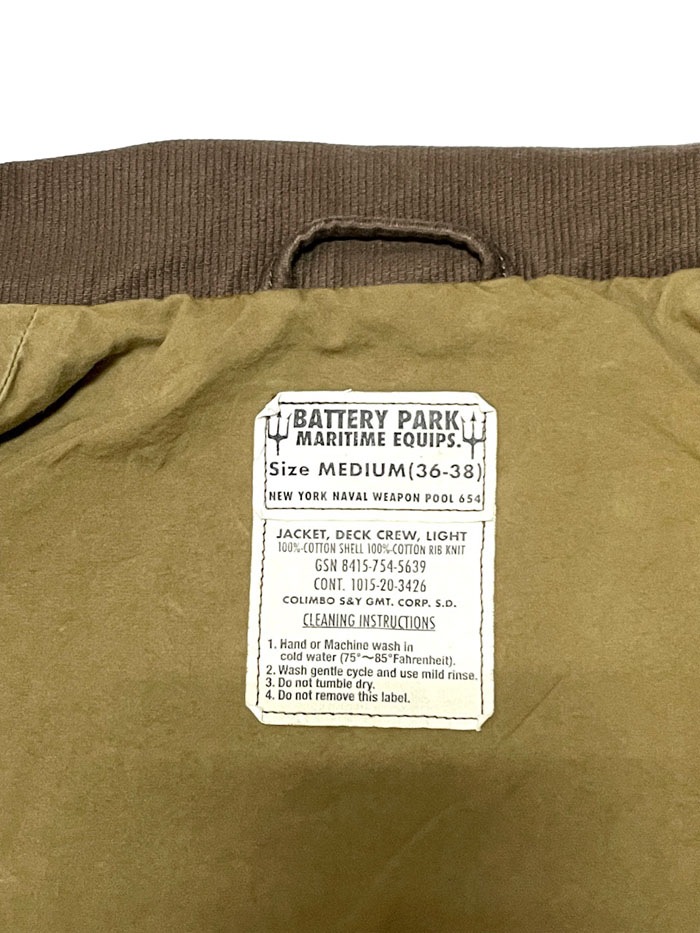 BATTERY PARK
MARITIME EQUIPS.
Size MEDIUM(36-38)
NEW YORK NAVAL WEAPON POOL 654
JACKET, DECK CREW, LIGHT
100%-COTTON SHELL 100%-COTTON RIB KNIT
GSN 8415-754-5639
CONT. 1015-20-3426
COLIMBO S&Y GMT. CORP. S.D.
CLEANING INSTRUCTIONS
1. Hand or Machine wash in
cold water (75°～85°Fahrenheit).
2. Wash gentle cycle and use mild rinse.
3. Do not tumble dry.
4. Do not remove this label.